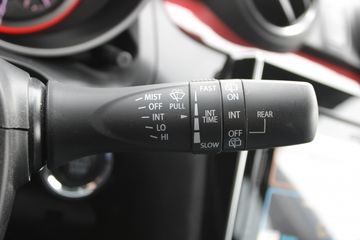 MIST
OFF
INT
LO
HI
PULL
FAST
INT
TIME
SLOW
ON
INT
OFF
REAR